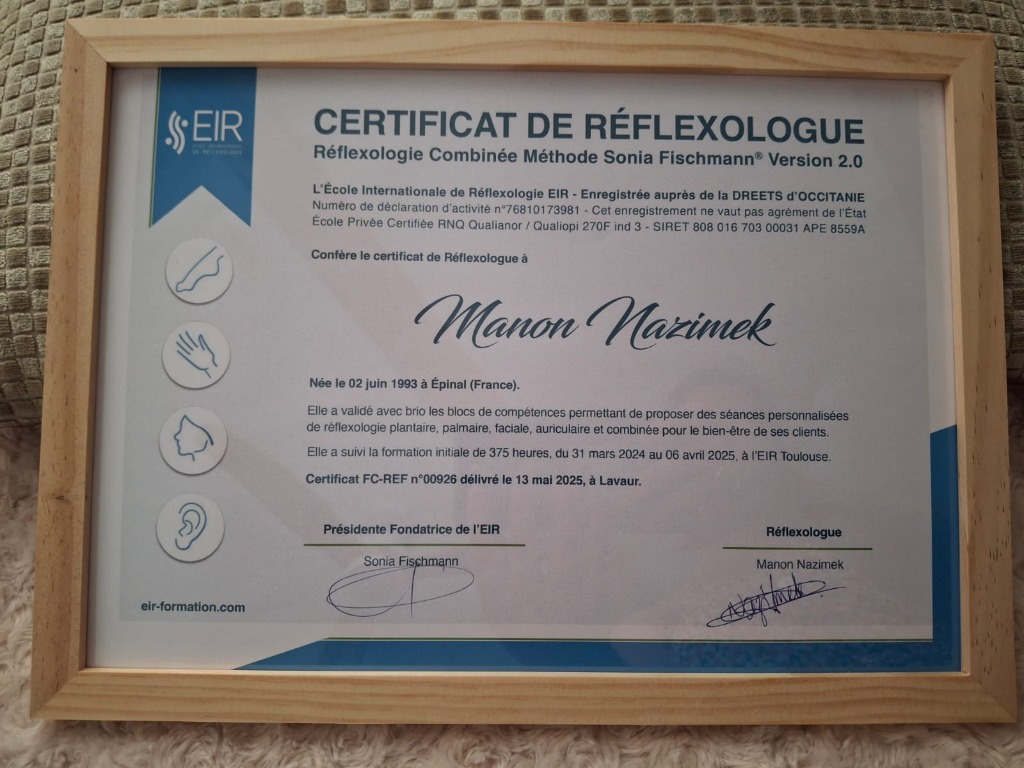 EIR
ÉCOLE INTERNATIONALE
DE RÉFLEXOLOGIE
CERTIFICAT DE RÉFLEXOLOGUE
Réflexologie Combinée Méthode Sonia Fischmann® Version 2.0
L'École Internationale de Réflexologie EIR - Enregistrée auprès de la DREETS d'OCCITANIE
Numéro de déclaration d'activité n°76810173981 - Cet enregistrement ne vaut pas agrément de l'État
École Privée Certifiée RNQ Qualianor / Qualiopi 270F ind 3 - SIRET 808 016 703 00031 APE 8559A
Confère le certificat de Réflexologue à
Manon Nazimek
Née le 02 juin 1993 à Épinal (France).
Elle a validé avec brio les blocs de compétences permettant de proposer des séances personnalisées
de réflexologie plantaire, palmaire, faciale, auriculaire et combinée pour le bien-être de ses clients.
Elle a suivi la formation initiale de 375 heures, du 31 mars 2024 au 06 avril 2025, à l'EIR Toulouse.
Certificat FC-REF n°00926 délivré le 13 mai 2025, à Lavaur.
Présidente Fondatrice de l'EIR
Sonia Fischmann
Réflexologue
Manon Nazimek
eir-formation.com